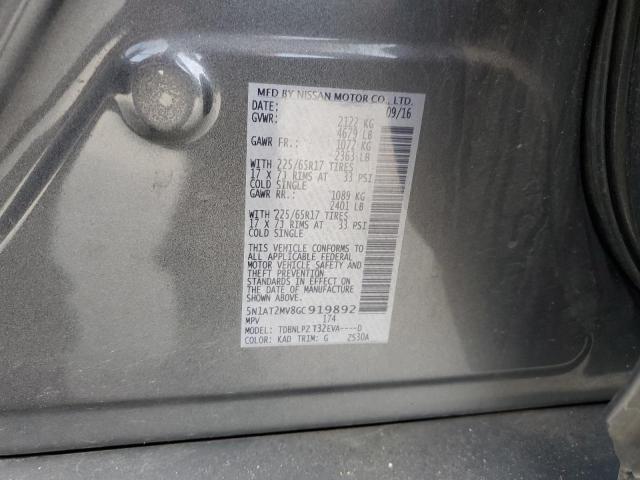 MFD BY NISSAN MOTOR CO., LTD.
DATE: 09/16
GVWR: 2122 KG
4679 LB
GAWR FR.: 1072 KG
2363 LB
WITH 225/65R17 TIRES
17 X 7J RIMS AT 33 PSI
COLD SINGLE
GAWR RR.: 1089 KG
2401 LB
WITH 225/65R17 TIRES
17 X 7J RIMS AT 33 PSI
COLD SINGLE
THIS VEHICLE CONFORMS TO
ALL APPLICABLE FEDERAL
MOTOR VEHICLE SAFETY AND
THEFT PREVENTION
STANDARDS IN EFFECT ON
THE DATE OF MANUFACTURE
SHOWN ABOVE.
5N1AT2MV8GC919892
MPV 174
MODEL: TDBNLPZ T32EVA----D
COLOR: KAD TRIM: G 2530A